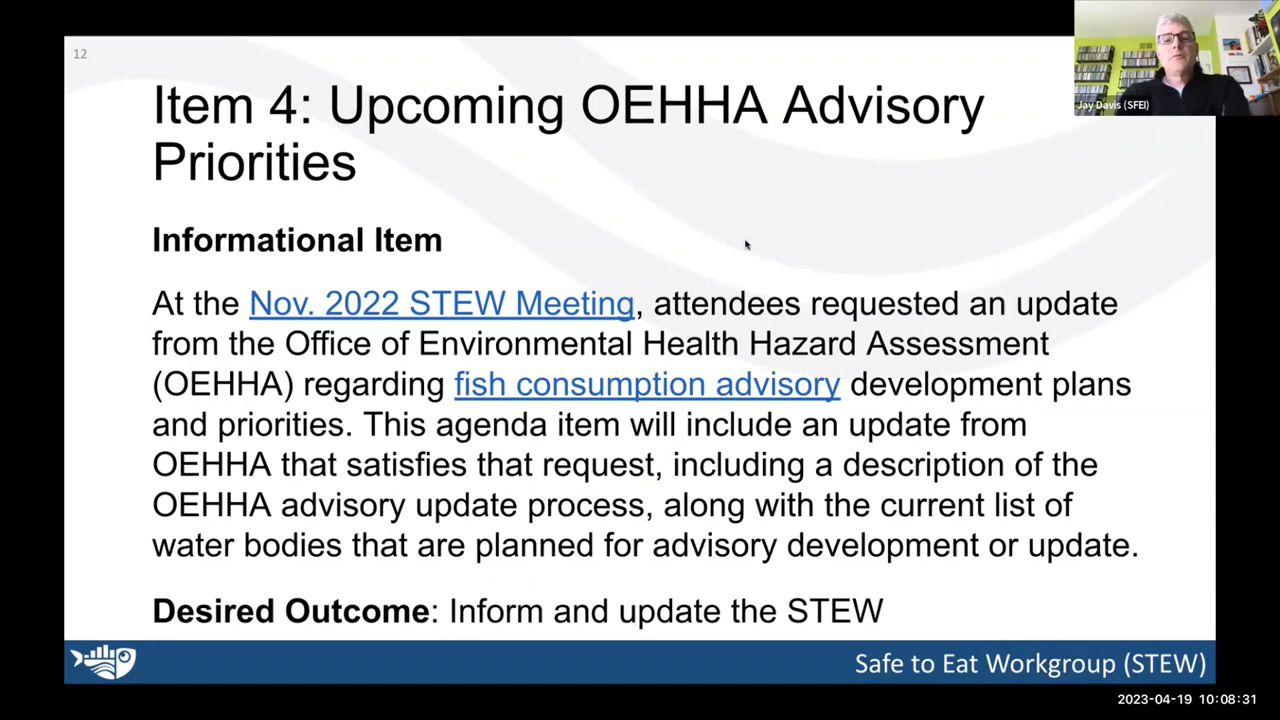 12
Item 4: Upcoming OEHHA Advisory
Priorities
Informational Item
At the Nov. 2022 STEW Meeting, attendees requested an update
from the Office of Environmental Health Hazard Assessment
(OEHHA) regarding fish consumption advisory development plans
and priorities. This agenda item will include an update from
OEHHA that satisfies that request, including a description of the
OEHHA advisory update process, along with the current list of
water bodies that are planned for advisory development or update.
Desired Outcome: Inform and update the STEW
Safe to Eat Workgroup (STEW)
Jay Davis (SFEI)
2023-04-19 10:08:31